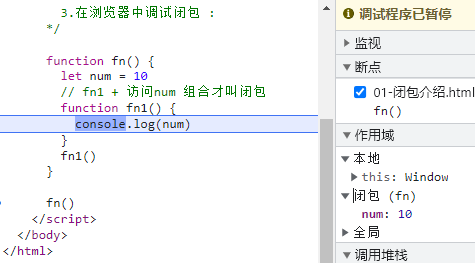 3.在浏览器中调试闭包 :
*/
function fn() {
let num = 10
// fn1 + 访问num 组合才叫闭包
function fn1() {
console.log(num)
}
fn1()
}
fn()
</script>
</body>
</html>
调试程序已暂停
监视
断点
01-闭包介绍.html
fn()
作用域
本地
this: Window
闭包 (fn)
num: 10
全局
调用堆栈